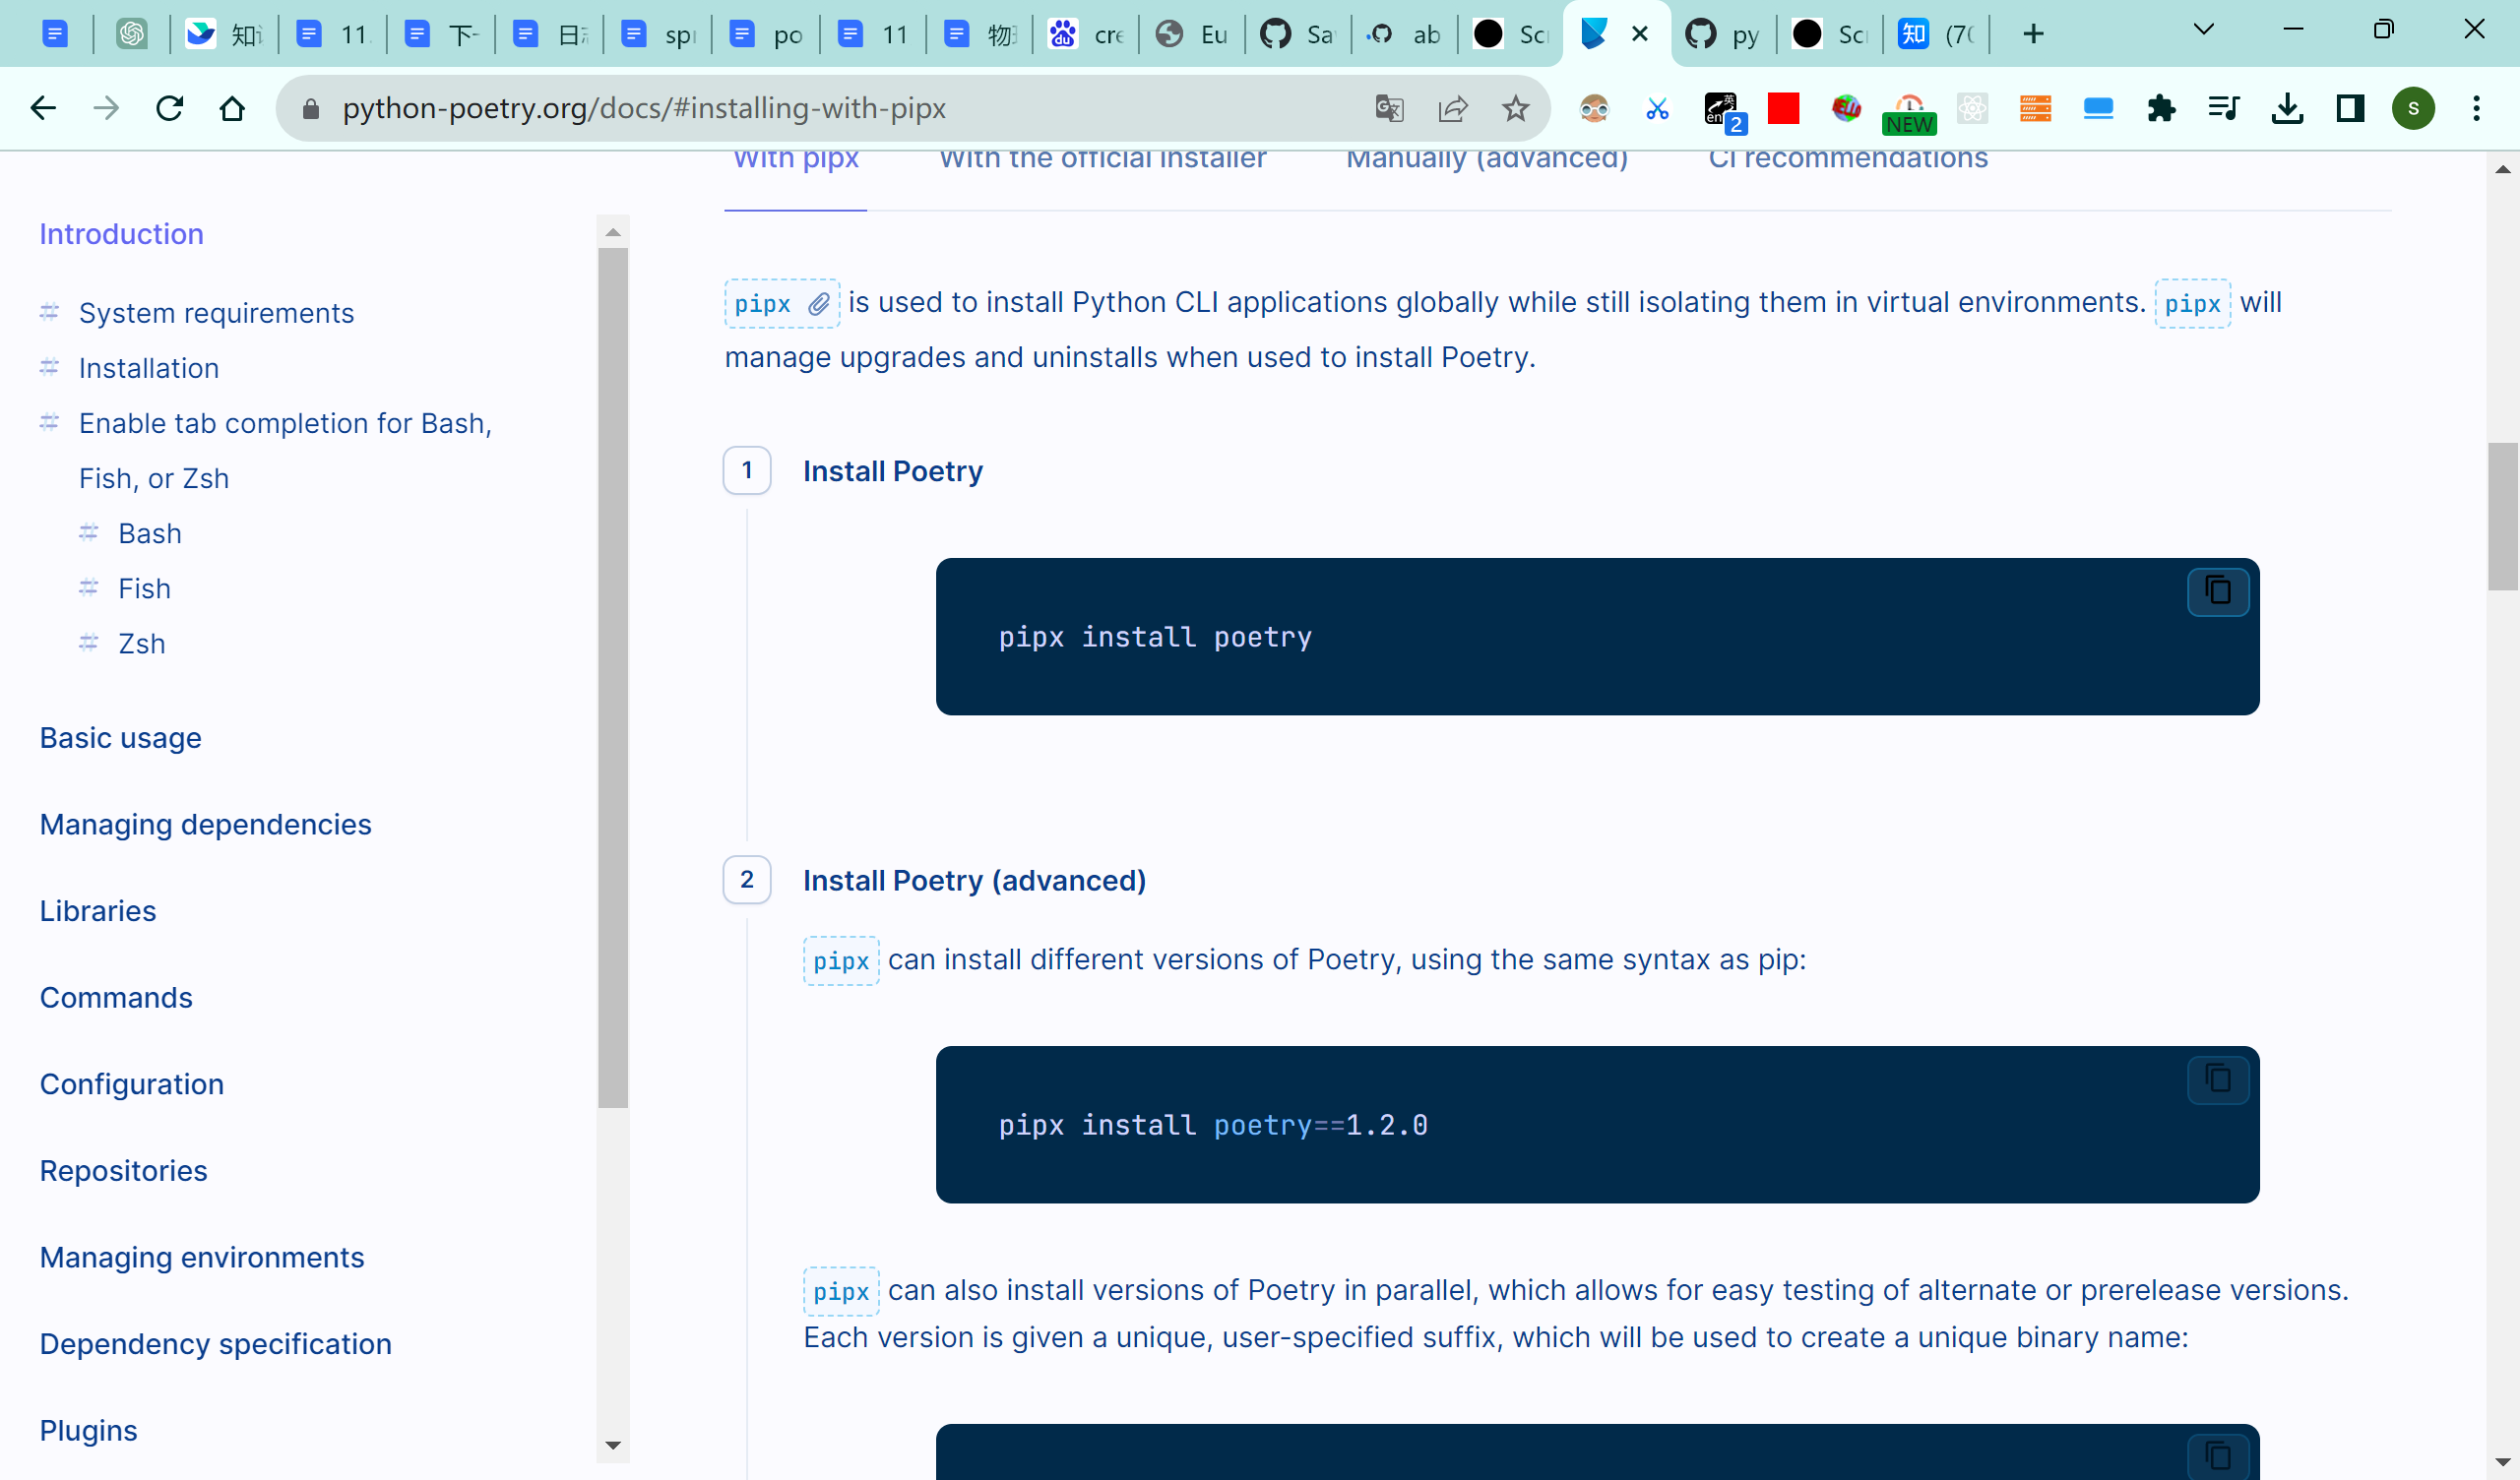 11
下
sp
po
11
cre
Eu
Sa
ab
Sc
py
Sc
(7
python-poetry.org/docs/#installing-with-pipx
英
en
2
NEW
S
With pipx
With the official installer
Manually (advanced)
CI recommendations
Introduction
# System requirements
# Installation
# Enable tab completion for Bash,
Fish, or Zsh
# Bash
# Fish
# Zsh
Basic usage
Managing dependencies
Libraries
Commands
Configuration
Repositories
Managing environments
Dependency specification
Plugins
pipx is used to install Python CLI applications globally while still isolating them in virtual environments. pipx will
manage upgrades and uninstalls when used to install Poetry.
1 Install Poetry
pipx install poetry
2 Install Poetry (advanced)
pipx can install different versions of Poetry, using the same syntax as pip:
pipx install poetry==1.2.0
pipx can also install versions of Poetry in parallel, which allows for easy testing of alternate or prerelease versions.
Each version is given a unique, user-specified suffix, which will be used to create a unique binary name: